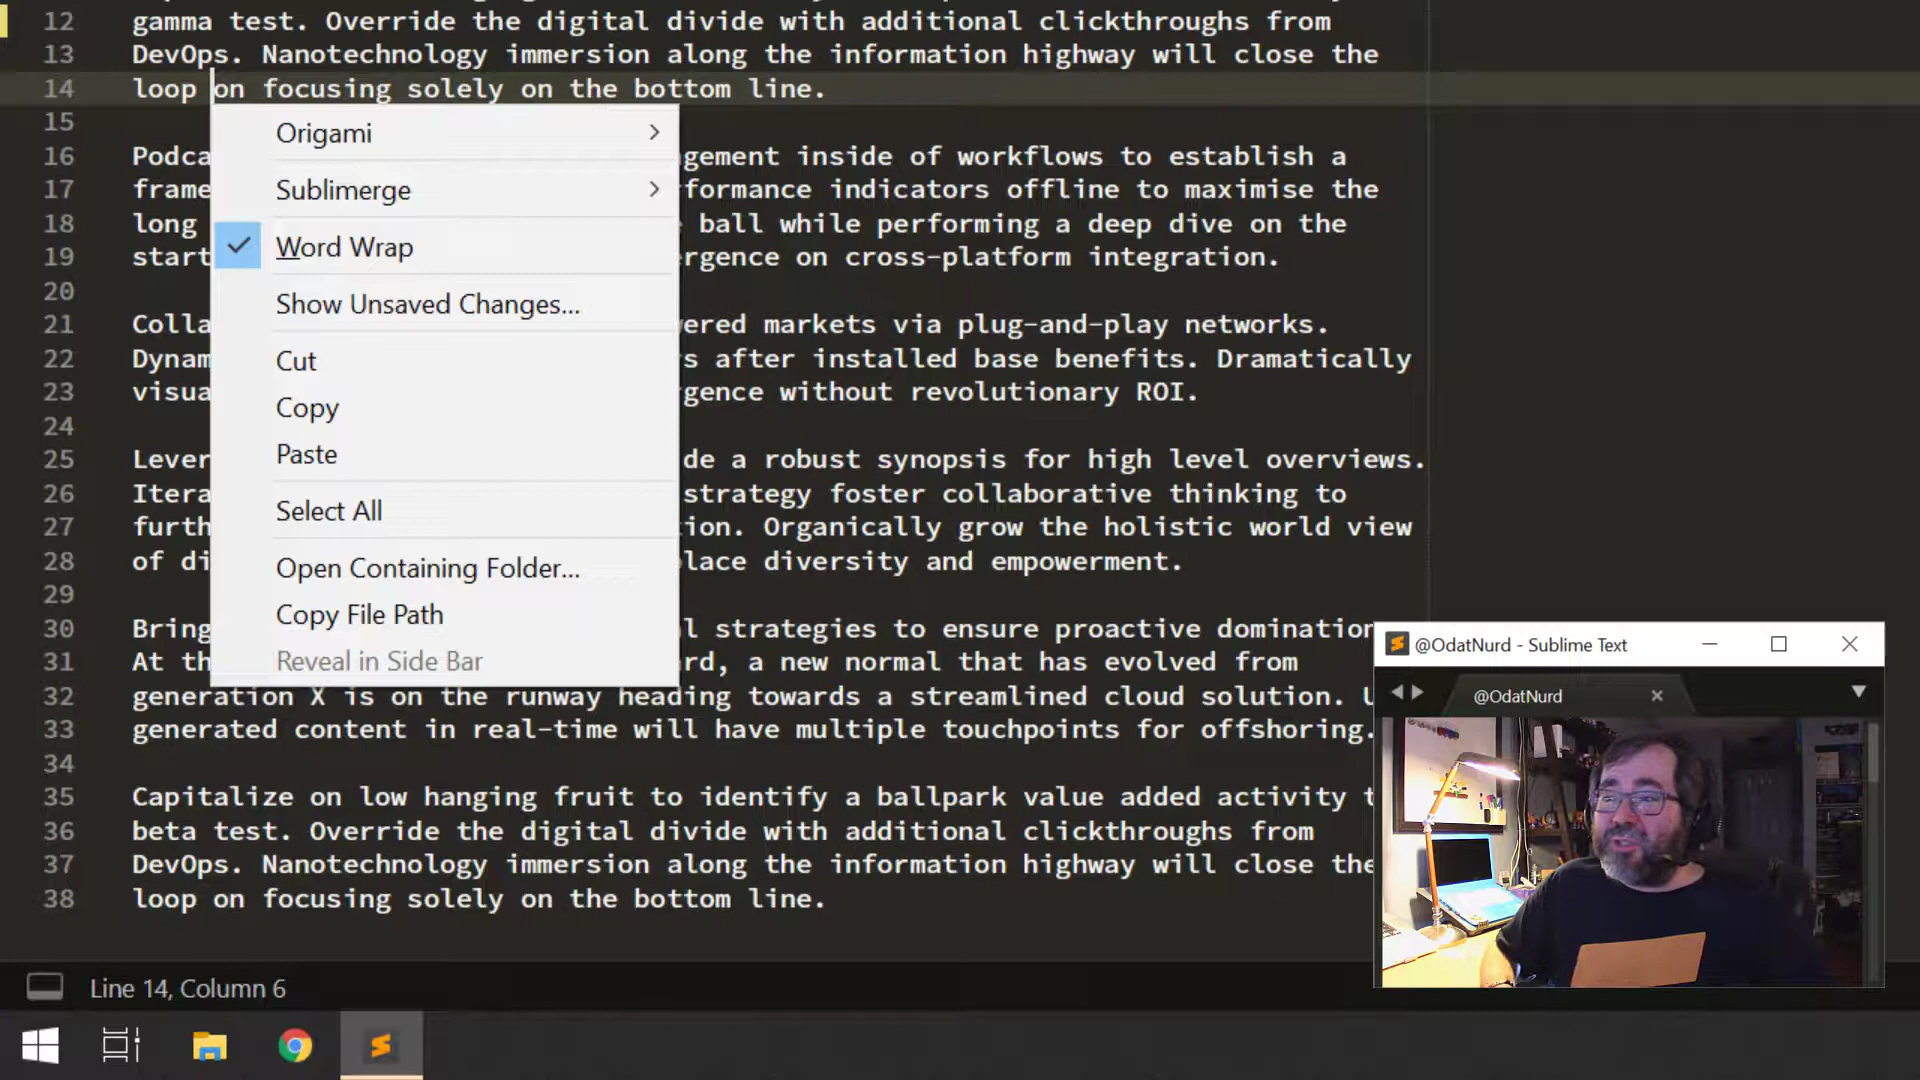 12 gamma test. Override the digital divide with additional clickthroughs from
13 DevOps. Nanotechnology immersion along the information highway will close the
14 loop on focusing solely on the bottom line.
15
16 Podca gement inside of workflows to establish a
17 frame formance indicators offline to maximise the
18 long ball while performing a deep dive on the
19 start rgence on cross-platform integration.
20
21 Colla ered markets via plug-and-play networks.
22 Dynam s after installed base benefits. Dramatically
23 visua gence without revolutionary ROI.
24
25 Lever de a robust synopsis for high level overviews.
26 Itera strategy foster collaborative thinking to
27 furth ion. Organically grow the holistic world view
28 of di lace diversity and empowerment.
29
30 Bring l strategies to ensure proactive domination
31 At th rd, a new normal that has evolved from
32 generation X is on the runway heading towards a streamlined cloud solution. U
33 generated content in real-time will have multiple touchpoints for offshoring.
34
35 Capitalize on low hanging fruit to identify a ballpark value added activity t
36 beta test. Override the digital divide with additional clickthroughs from
37 DevOps. Nanotechnology immersion along the information highway will close the
38 loop on focusing solely on the bottom line.
Origami
Sublimerge
Word Wrap
Show Unsaved Changes...
Cut
Copy
Paste
Select All
Open Containing Folder...
Copy File Path
Reveal in Side Bar
@OdatNurd - Sublime Text
@OdatNurd
Line 14, Column 6